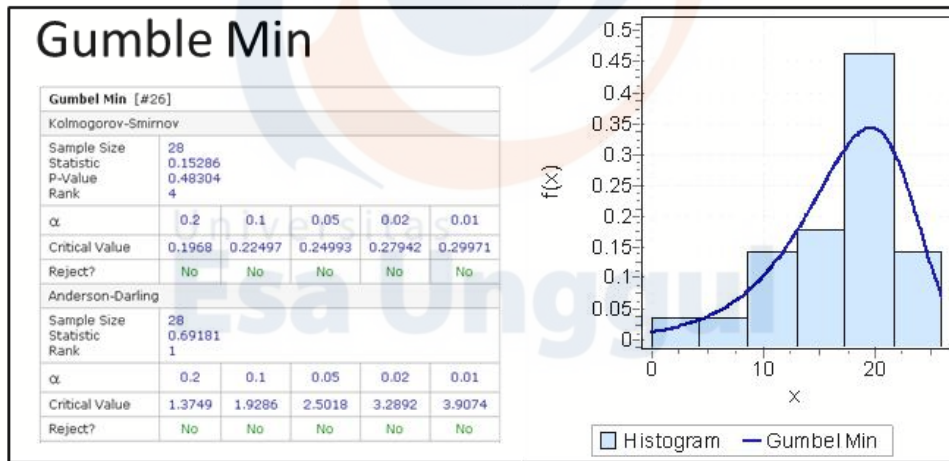 Gumble Min
Gumbel Min [#26]
Kolmogorov-Smirnov
Sample Size 28
Statistic 0.15286
P-Value 0.48304
Rank 4
α 0.2 0.1 0.05 0.02 0.01
Critical Value 0.1968 0.22497 0.24993 0.27942 0.29971
Reject? No No No No No
Anderson-Darling
Sample Size 28
Statistic 0.69181
Rank 1
α 0.2 0.1 0.05 0.02 0.01
Critical Value 1.3749 1.9286 2.5018 3.2892 3.9074
Reject? No No No No No
Universitas
Esa Unggul
f(x)
0.5
0.45
0.4
0.35
0.3
0.25
0.2
0.15
0.1
0.05
0
0 10 20
x
Histogram Gumbel Min